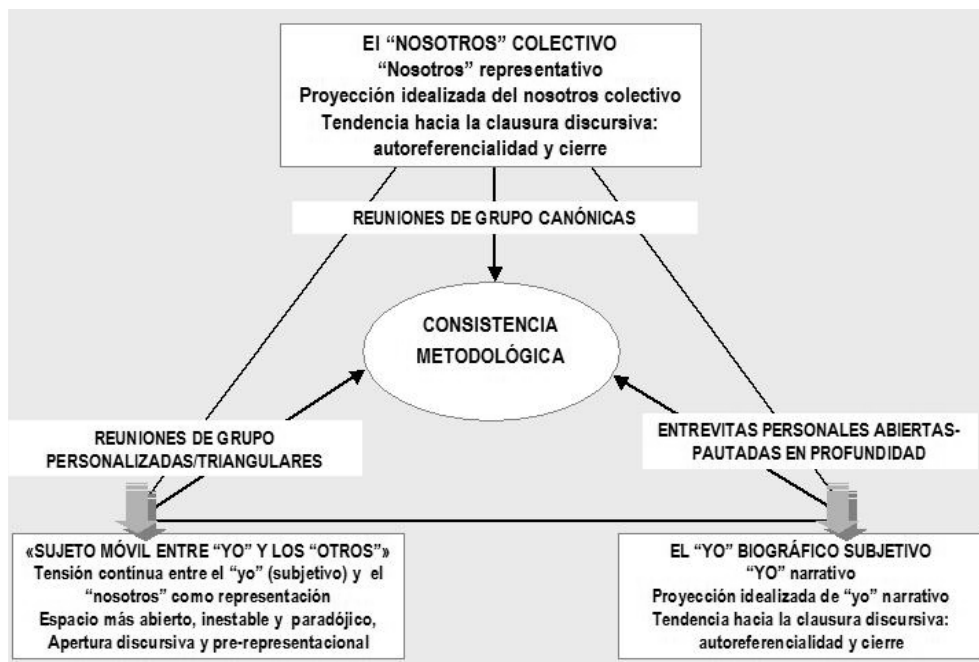 El “NOSOTROS” COLECTIVO
“Nosotros” representativo
Proyección idealizada del nosotros colectivo
Tendencia hacia la clausura discursiva:
autoreferencialidad y cierre
REUNIONES DE GRUPO CANÓNICAS
CONSISTENCIA
METODOLÓGICA
REUNIONES DE GRUPO
PERSONALIZADAS/TRIANGULARES
ENTREVITAS PERSONALES ABIERTAS-
PAUTADAS EN PROFUNDIDAD
«SUJETO MÓVIL ENTRE “YO” Y LOS “OTROS”»
Tensión continua entre el “yo” (subjetivo) y el
“nosotros” como representación
Espacio más abierto, inestable y paradójico,
Apertura discursiva y pre-representacional
EL “YO” BIOGRÁFICO SUBJETIVO
“YO” narrativo
Proyección idealizada de “yo” narrativo
Tendencia hacia la clausura discursiva:
autoreferencialidad y cierre